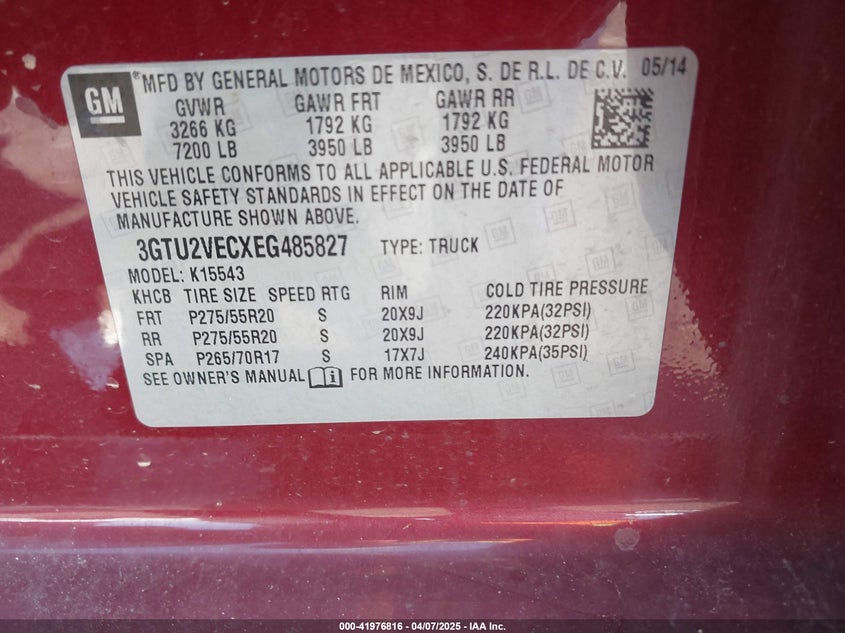 GM
®MFD BY GENERAL MOTORS DE MEXICO, S. DE R.L. DE C.V. 05/14
GVWR GAWR FRT GAWR RR
3266 KG 1792 KG 1792 KG
7200 LB 3950 LB 3950 LB
THIS VEHICLE CONFORMS TO ALL APPLICABLE U.S. FEDERAL MOTOR
VEHICLE SAFETY STANDARDS IN EFFECT ON THE DATE OF
MANUFACTURE SHOWN ABOVE.
3GTU2VECXEG485827 TYPE: TRUCK
MODEL: K15543
KHCB TIRE SIZE SPEED RTG RIM COLD TIRE PRESSURE
FRT P275/55R20 S 20X9J 220KPA(32PSI)
RR P275/55R20 S 20X9J 220KPA(32PSI)
SPA P265/70R17 S 17X7J 240KPA(35PSI)
SEE OWNER'S MANUAL FOR MORE INFORMATION.
000-41976816 - 04/07/2025 - IAA Inc.